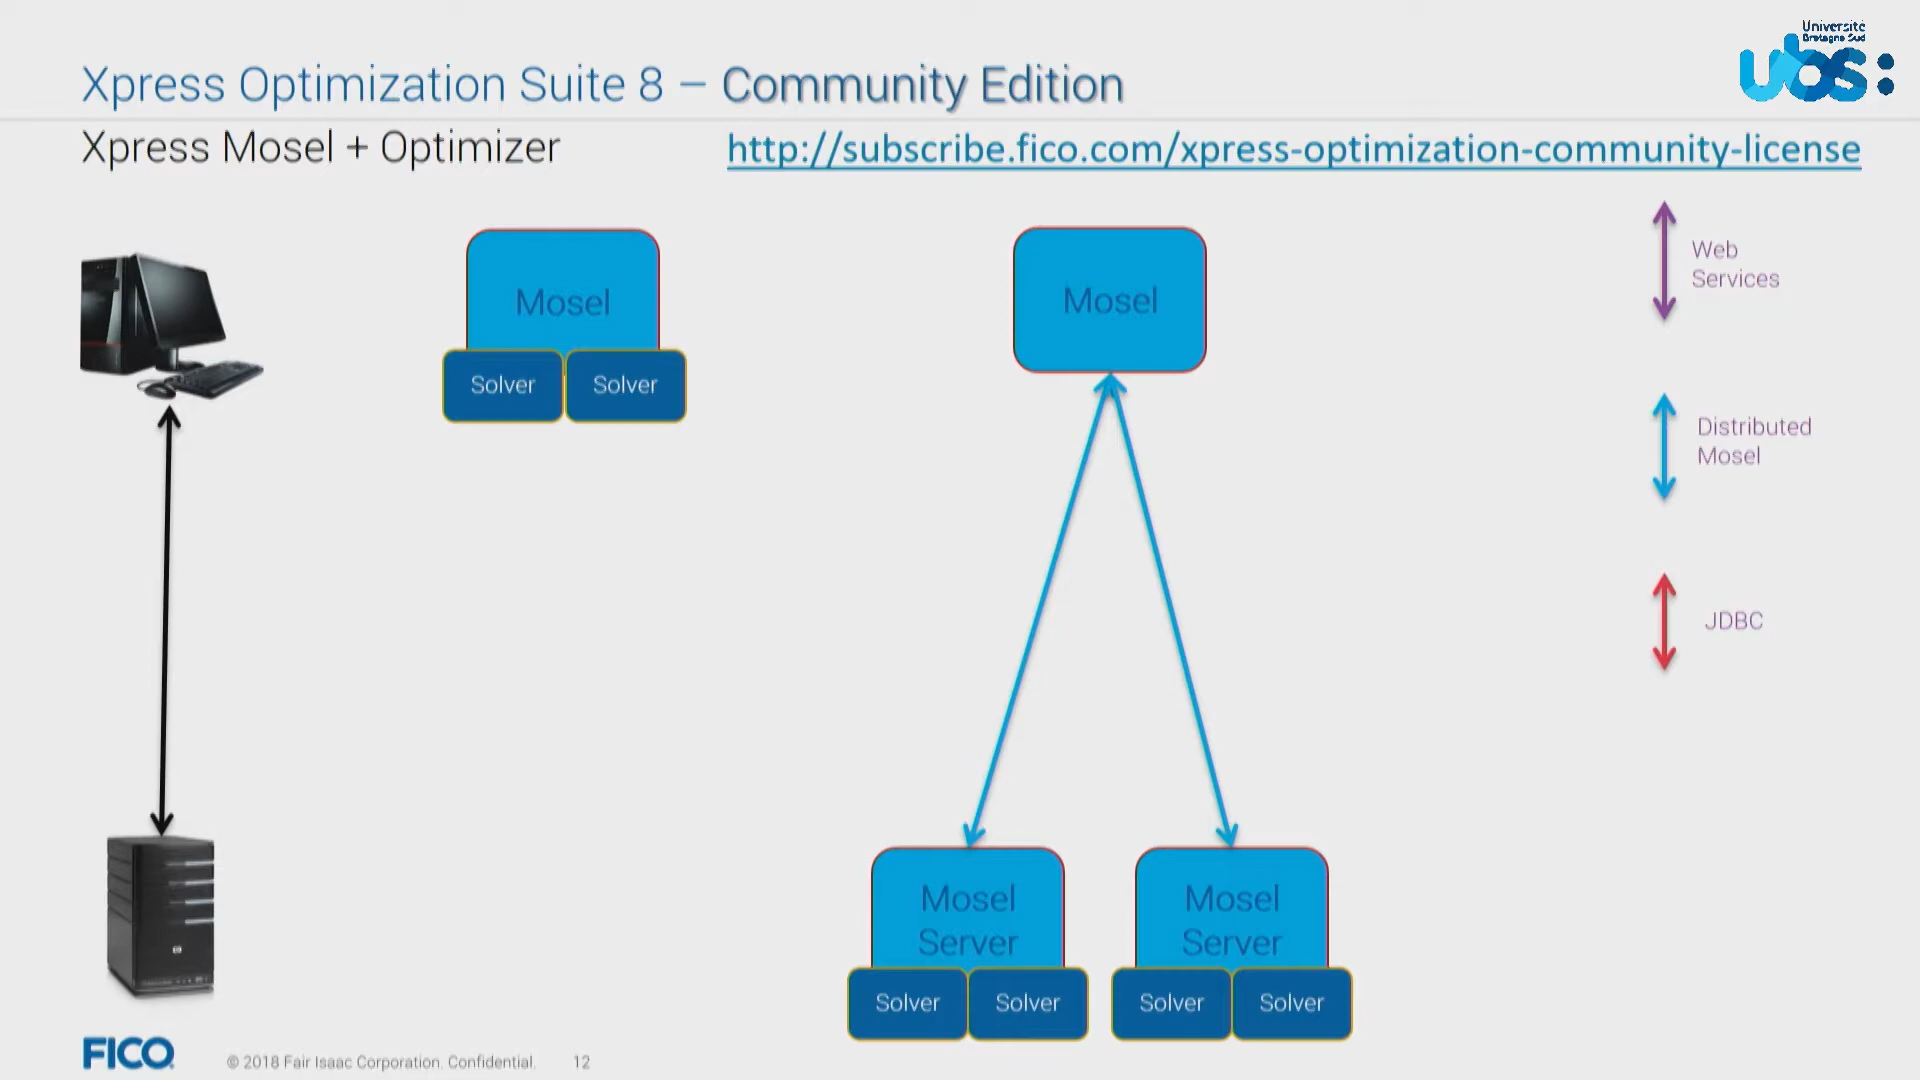 Université
Bretagne Sud
ubs:
Xpress Optimization Suite 8 – Community Edition
Xpress Mosel + Optimizer
http://subscribe.fico.com/xpress-optimization-community-license
Mosel
Solver
Solver
Mosel
Web
Services
Distributed
Mosel
JDBC
Mosel
Server
Solver
Solver
Mosel
Server
Solver
Solver
FICO
© 2018 Fair Isaac Corporation. Confidential.
12